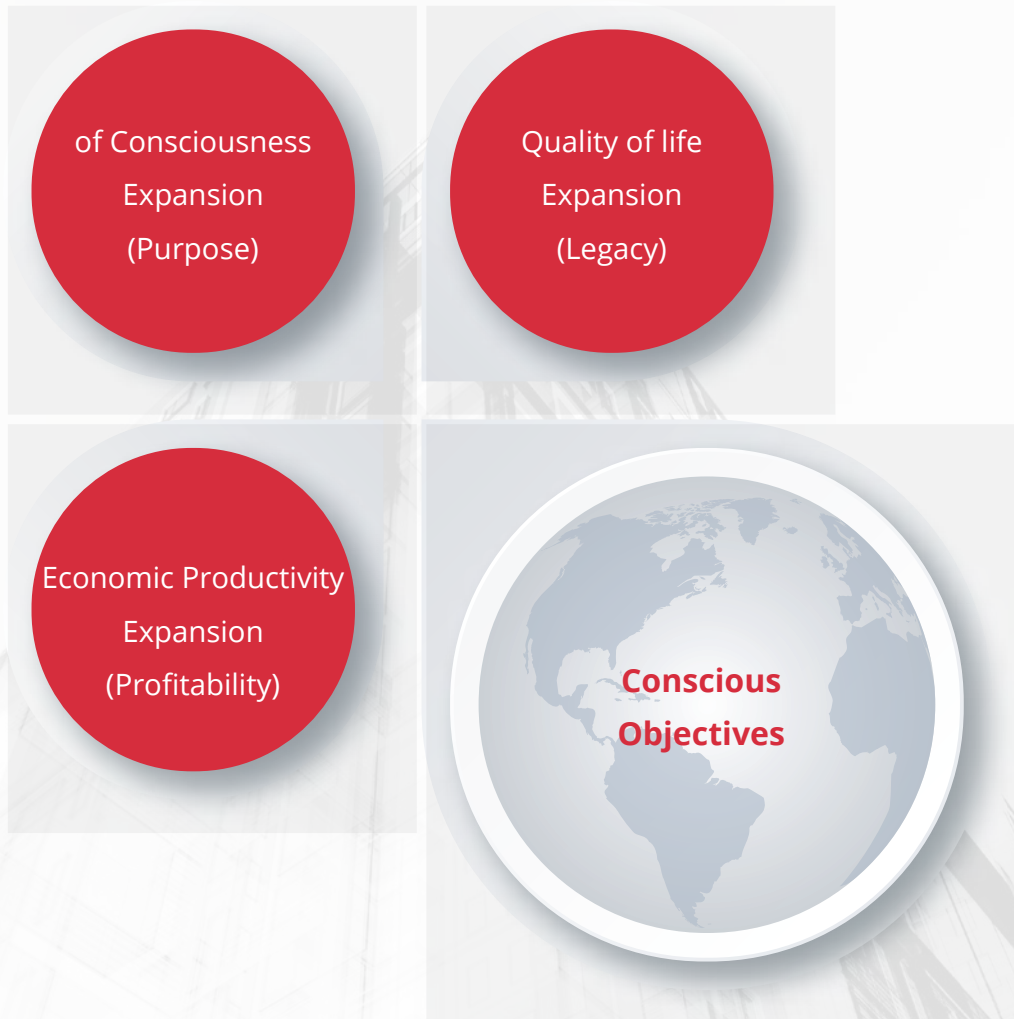 of Consciousness
Expansion
(Purpose)
Quality of life
Expansion
(Legacy)
Economic Productivity
Expansion
(Profitability)
Conscious
Objectives